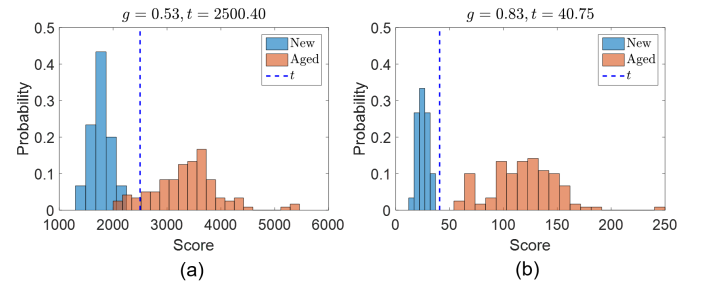 g = 0.53, t = 2500.40
0.5
0.4
0.3
0.2
0.1
0
Probability
New
Aged
t
1000 2000 3000 4000 5000 6000
Score
(a)
g = 0.83, t = 40.75
0.5
0.4
0.3
0.2
0.1
0
Probability
New
Aged
t
0 50 100 150 200 250
Score
(b)